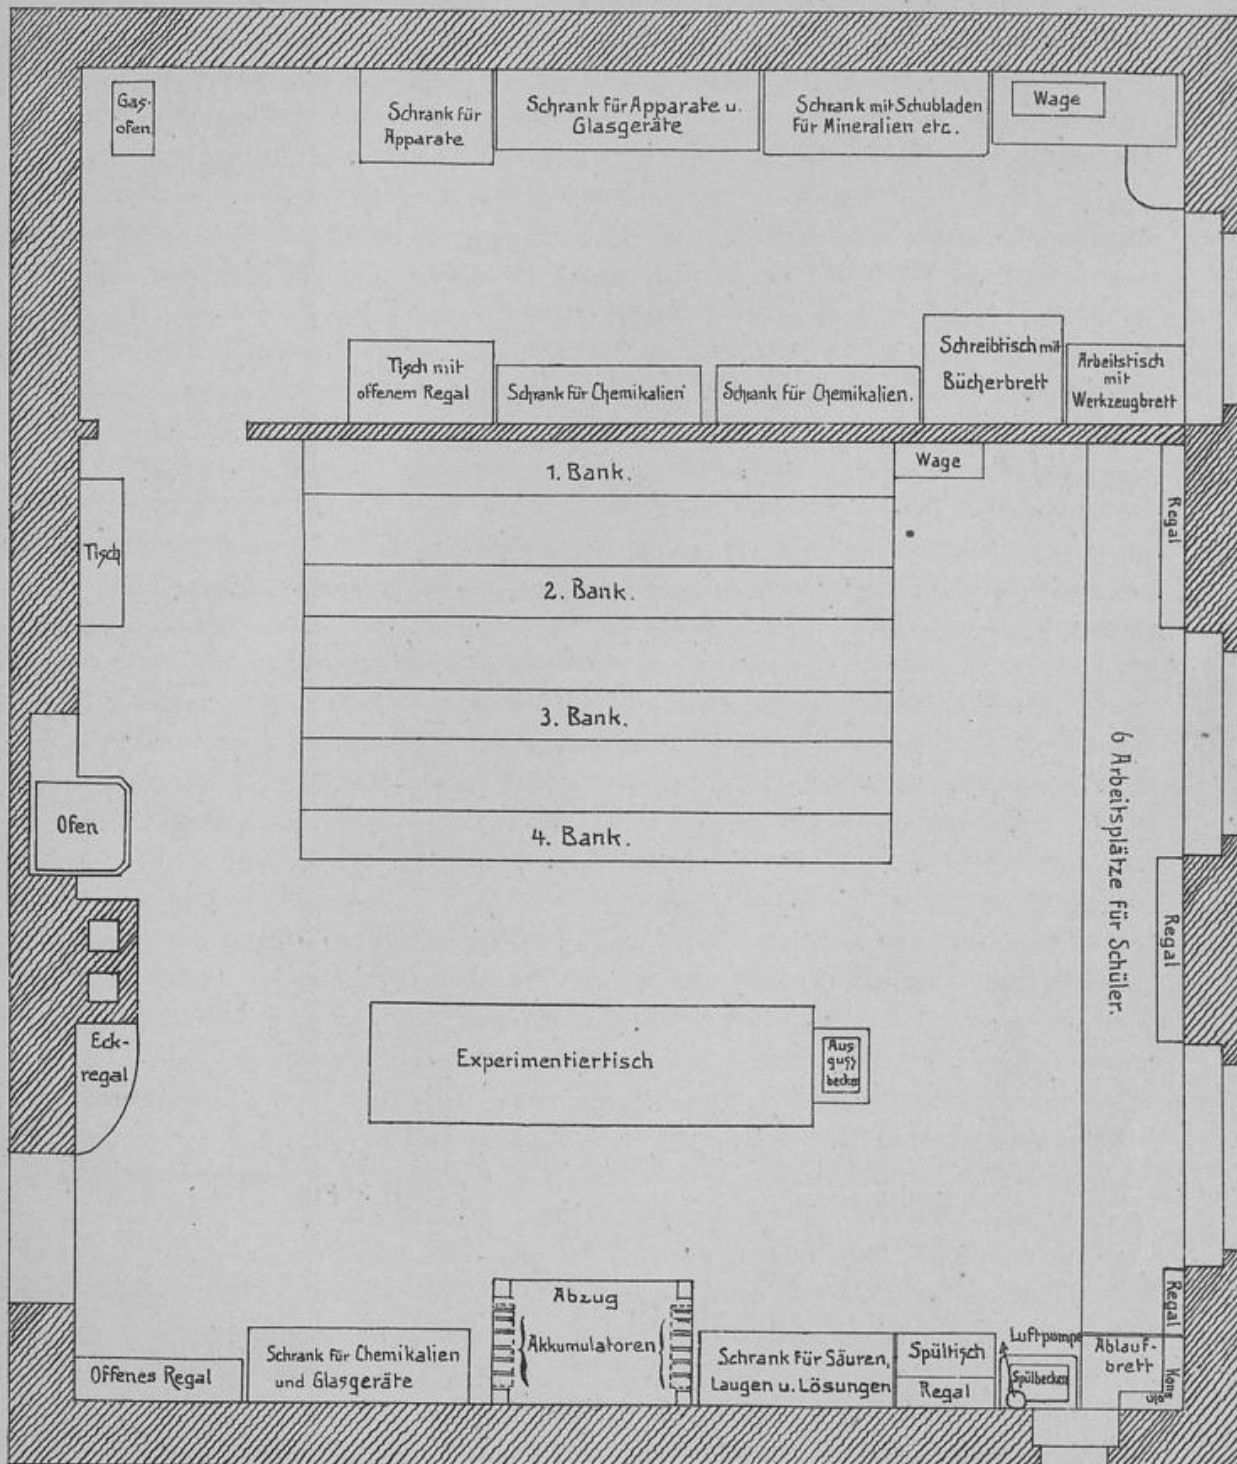 Gas-
ofen
Schrank für
Apparate
Schrank für Apparate u.
Glasgeräte
Schrank mit Schubladen
für Mineralien etc.
Wage
Tisch mit
offenem Regal
Schrank für Chemikalien
Schrank für Chemikalien.
Schreibtisch mit
Bücherbrett
Arbeitstisch
mit
Werkzeugbrett
1. Bank.
Wage
Regal
Tisch
2. Bank.
3. Bank.
4. Bank.
Ofen
6 Arbeitsplätze für Schüler.
Regal
Eck-
regal
Experimentiertisch
Aus
guss
becken
Abzug
Akkumulatoren
Offenes Regal
Schrank für Chemikalien
und Glasgeräte
Schrank für Säuren,
Laugen u. Lösungen
Spültisch
Regal
Luftpumpe
Spülbecken
Ablauf-
brett
Regal
Kons
ole